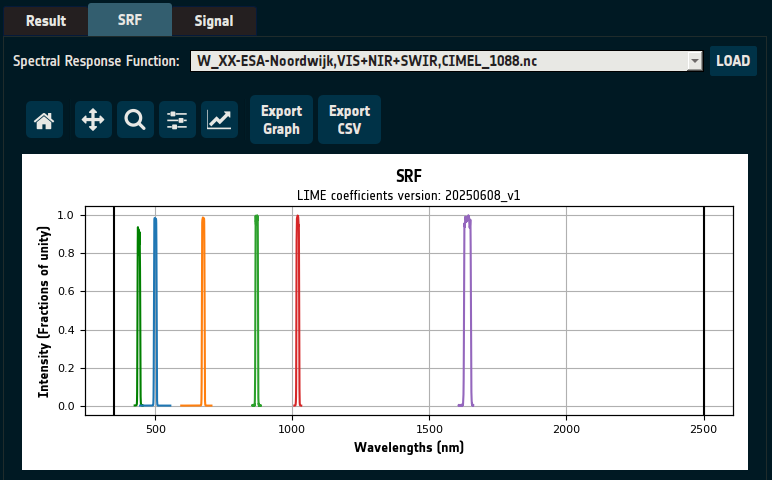 Result SRF Signal
Spectral Response Function: W_XX-ESA-Noordwijk,VIS+NIR+SWIR,CIMEL_1088.nc LOAD
Export Graph Export CSV
SRF
LIME coefficients version: 20250608_v1
Intensity (Fractions of unity)
1.0
0.8
0.6
0.4
0.2
0.0
500 1000 1500 2000 2500
Wavelengths (nm)